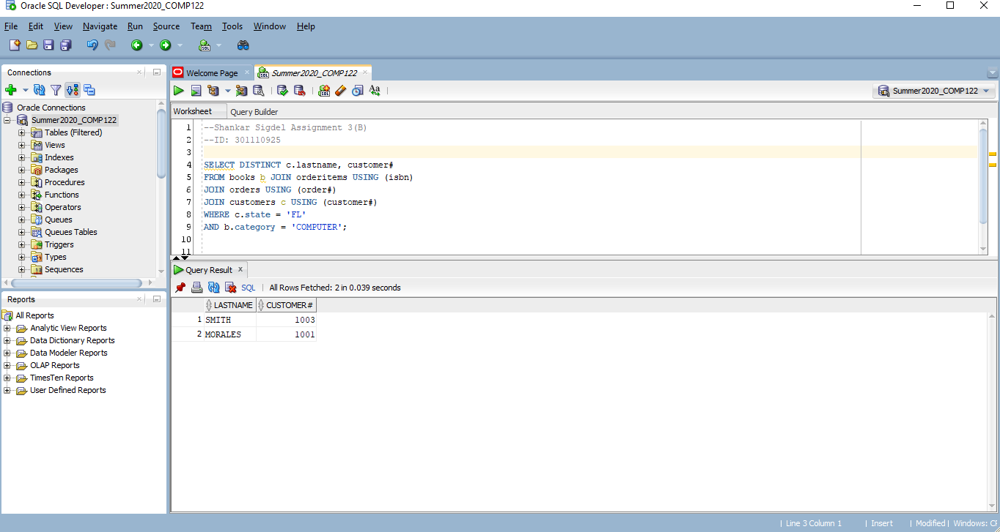 Oracle SQL Developer : Summer2020_COMP122
File Edit View Navigate Run Source Team Tools Window Help
Connections
Oracle Connections
Summer2020_COMP122
Tables (Filtered)
Views
Indexes
Packages
Procedures
Functions
Operators
Queues
Queues Tables
Triggers
Types
Sequences
Reports
All Reports
Analytic View Reports
Data Dictionary Reports
Data Modeler Reports
OLAP Reports
TimesTen Reports
User Defined Reports
Welcome Page Summer2020_COMP122
Aa Summer2020_COMP122
Worksheet Query Builder
1 --Shankar Sigdel Assignment 3(B)
2 --ID: 301110925
3
4 SELECT DISTINCT c.lastname, customer#
5 FROM books b JOIN orderitems USING (isbn)
6 JOIN orders USING (order#)
7 JOIN customers c USING (customer#)
8 WHERE c.state = 'FL'
9 AND b.category = 'COMPUTER';
10
11
Query Result
SQL | All Rows Fetched: 2 in 0.039 seconds
LASTNAME CUSTOMER#
1 SMITH 1003
2 MORALES 1001
| Line 3 Column 1 | Insert | Modified | Windows: